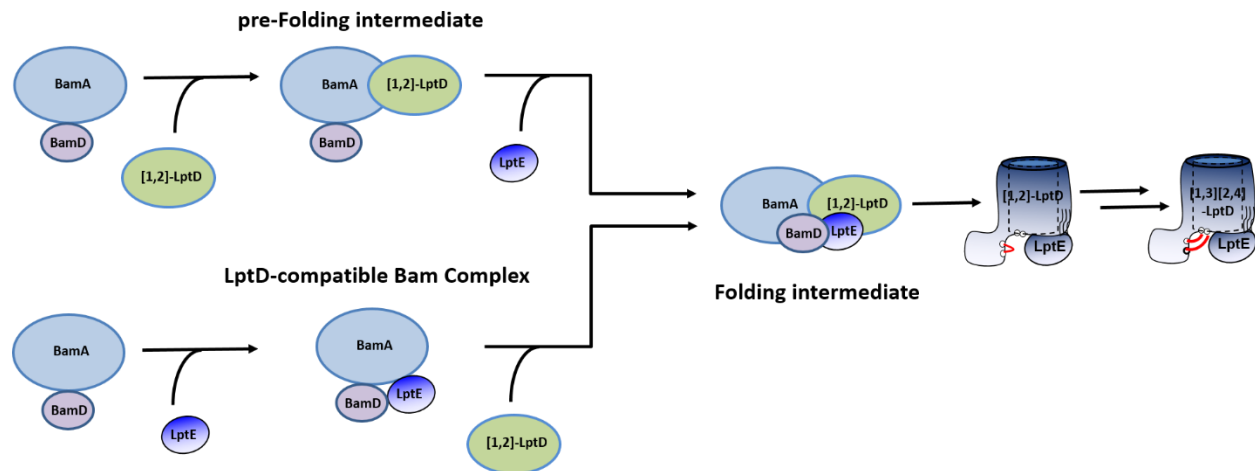 pre-Folding intermediate
BamA
BamD
[1,2]-LptD
BamA
[1,2]-LptD
BamD
LptE
LptD-compatible Bam Complex
BamA
BamD
LptE
BamA
BamD
LptE
[1,2]-LptD
BamA
[1,2]-LptD
BamD
LptE
Folding intermediate
[1,2]-LptD
LptE
[1,3][2,4]
-LptD
LptE